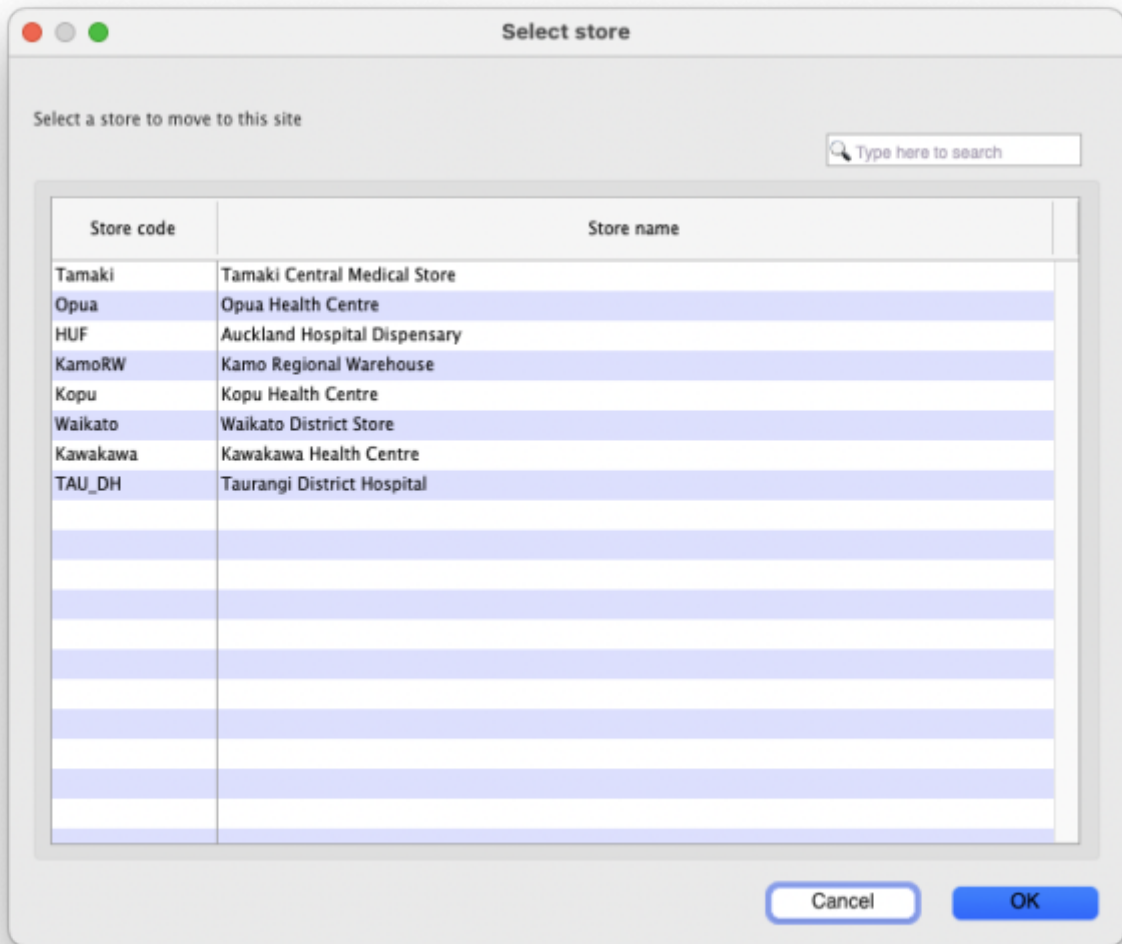 Select store
Select a store to move to this site
Type here to search
Store code Store name
Tamaki Tamaki Central Medical Store
Opua Opua Health Centre
HUF Auckland Hospital Dispensary
KamoRW Kamo Regional Warehouse
Kopu Kopu Health Centre
Waikato Waikato District Store
Kawakawa Kawakawa Health Centre
TAU_DH Taurangi District Hospital
Cancel OK